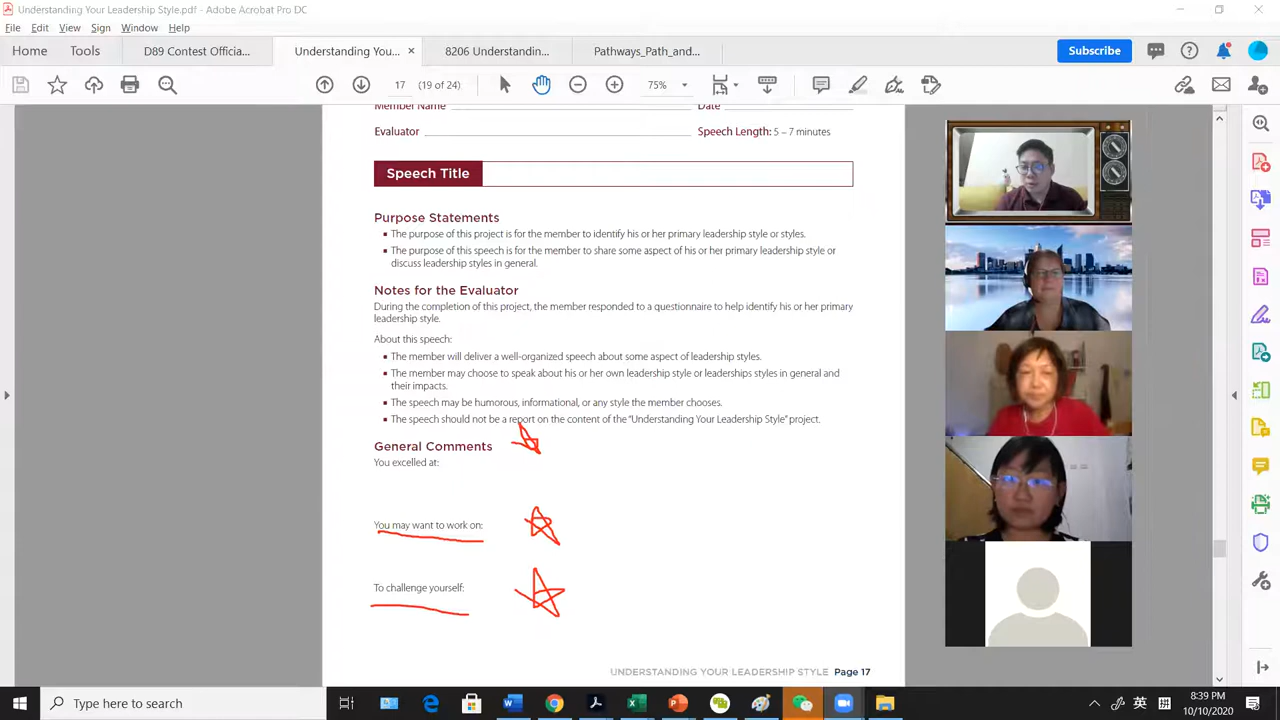 Understanding Your Leadership Style.pdf - Adobe Acrobat Pro DC
File Edit View Sign Window Help
Home Tools D89 Contest Officia... Understanding You... × 8206 Understandin... Pathways_Path_and... Subscribe
17 (19 of 24) 75%
Member Name Date
Evaluator Speech Length: 5 – 7 minutes
Speech Title
Purpose Statements
▪ The purpose of this project is for the member to identify his or her primary leadership style or styles.
▪ The purpose of this speech is for the member to share some aspect of his or her primary leadership style or
discuss leadership styles in general.
Notes for the Evaluator
During the completion of this project, the member responded to a questionnaire to help identify his or her primary
leadership style.
About this speech:
▪ The member will deliver a well-organized speech about some aspect of leadership styles.
▪ The member may choose to speak about his or her own leadership style or leaderships styles in general and
their impacts.
▪ The speech may be humorous, informational, or any style the member chooses.
▪ The speech should not be a report on the content of the “Understanding Your Leadership Style” project.
General Comments
You excelled at:
You may want to work on:
To challenge yourself:
UNDERSTANDING YOUR LEADERSHIP STYLE Page 17
Type here to search
英 拼 8:39 PM
10/10/2020